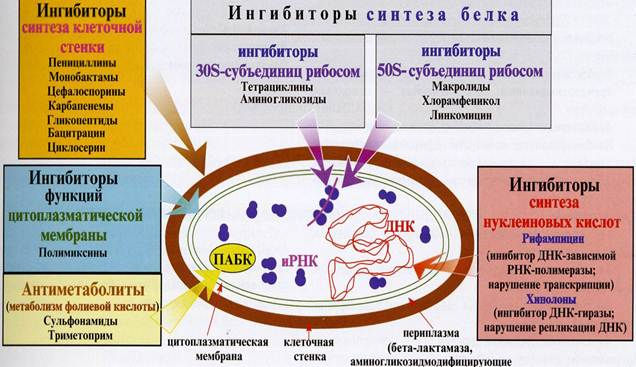 Ингибиторы
синтеза клеточной
стенки
Пенициллины
Монобактамы
Цефалоспорины
Карбапенемы
Гликопептиды
Бацитрацин
Циклосерин
Ингибиторы синтеза белка
ингибиторы
30S-субъединиц рибосом
Тетрациклины
Аминогликозиды
ингибиторы
50S- субъединиц рибосом
Макролиды
Хлорамфеникол
Линкомицин
Ингибиторы
функций
цитоплазматической
мембраны
Полимиксины
Антиметаболиты
(метаболизм фолиевой кислоты)
Сульфонамиды
Триметоприм
ПАБК
иРНК
ДНК
Ингибиторы
синтеза
нуклеиновых кислот
Рифампицин
(инибитор ДНК-зависимой
РНК-полимеразы;
нарушение транскрипции)
Хинолоны
(ингибитор ДНК-гиразы;
нарушение репликации ДНК)
цитоплазматическая
мембрана
клеточная
стенка
периплазма
(бета-лактамаза,
аминогликозидмодифицирующие